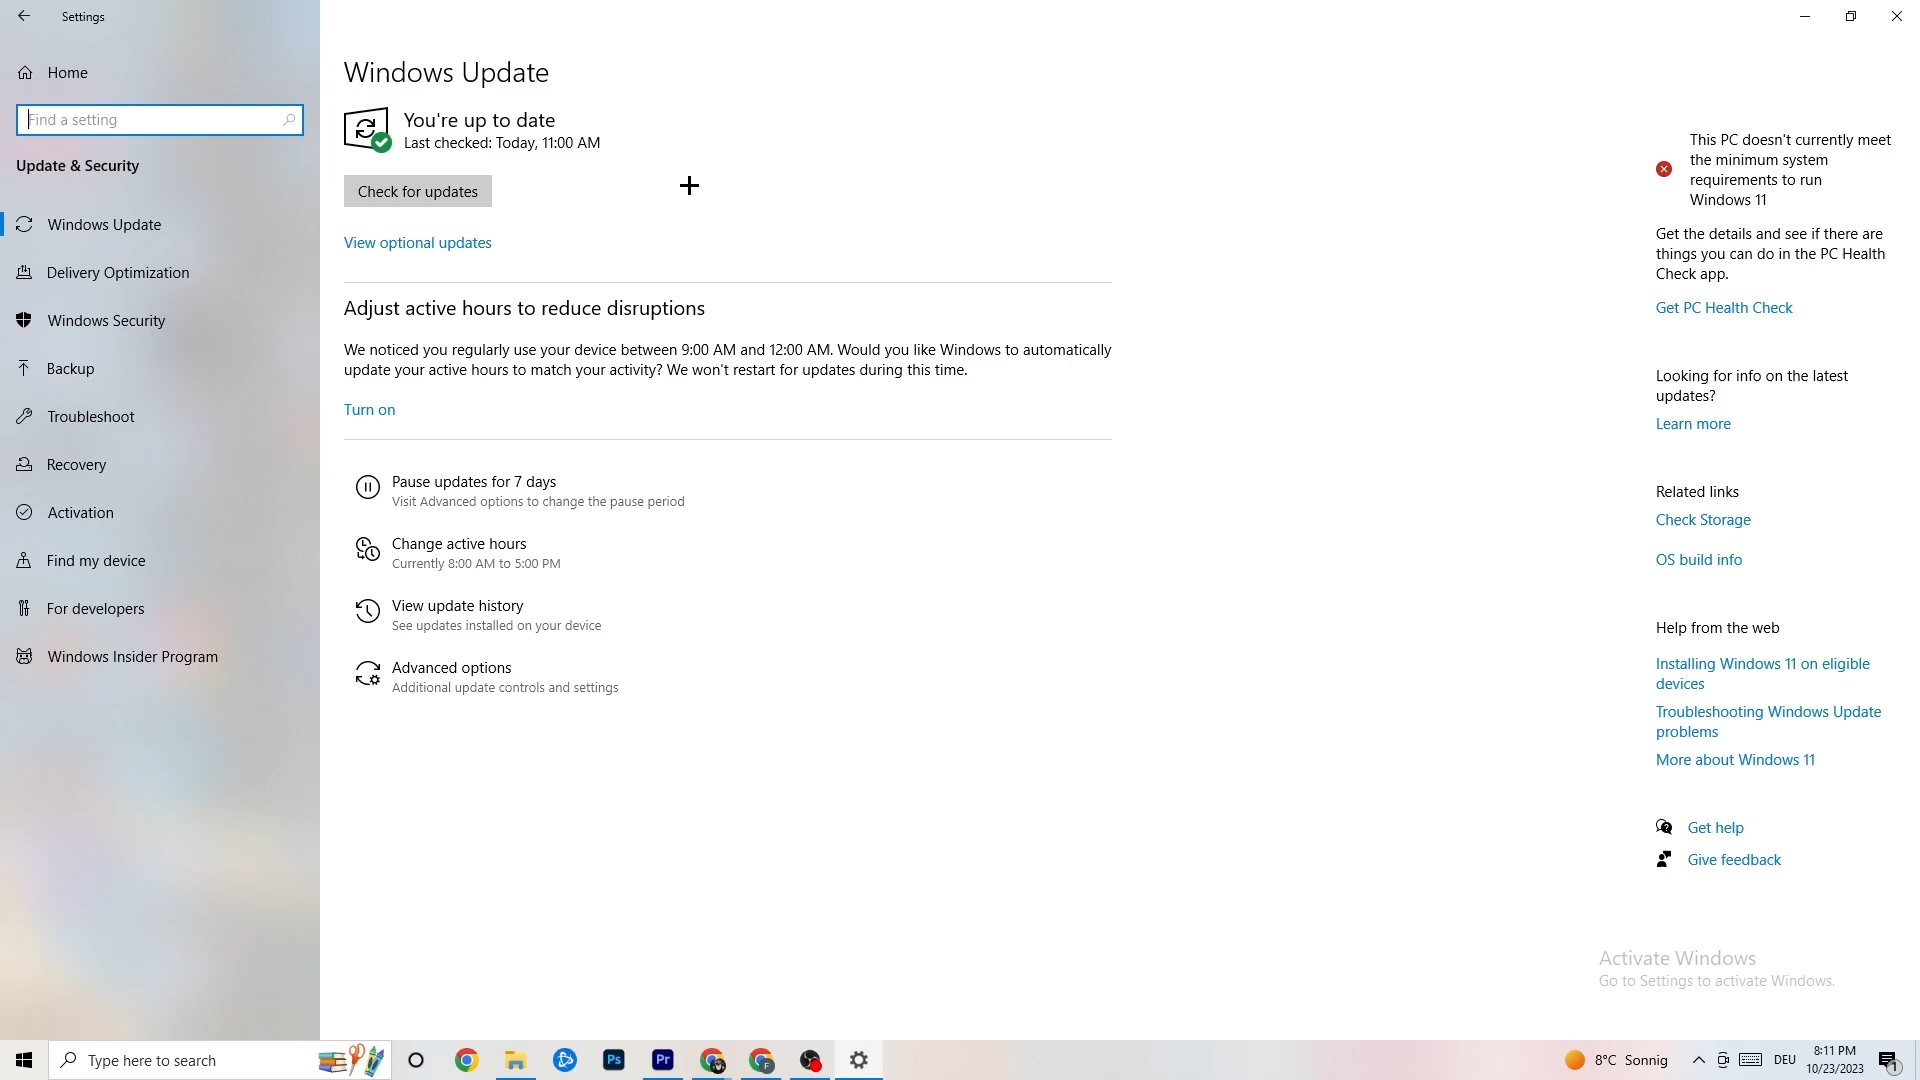 Settings
Home
Find a setting
Update & Security
Windows Update
Delivery Optimization
Windows Security
Backup
Troubleshoot
Recovery
Activation
Find my device
For developers
Windows Insider Program
Windows Update
You're up to date
Last checked: Today, 11:00 AM
Check for updates
View optional updates
Adjust active hours to reduce disruptions
We noticed you regularly use your device between 9:00 AM and 12:00 AM. Would you like Windows to automatically
update your active hours to match your activity? We won't restart for updates during this time.
Turn on
Pause updates for 7 days
Visit Advanced options to change the pause period
Change active hours
Currently 8:00 AM to 5:00 PM
View update history
See updates installed on your device
Advanced options
Additional update controls and settings
This PC doesn't currently meet
the minimum system
requirements to run
Windows 11
Get the details and see if there are
things you can do in the PC Health
Check app.
Get PC Health Check
Looking for info on the latest
updates?
Learn more
Related links
Check Storage
OS build info
Help from the web
Installing Windows 11 on eligible
devices
Troubleshooting Windows Update
problems
More about Windows 11
Get help
Give feedback
Activate Windows
Go to Settings to activate Windows.
Type here to search
Ps
Pr
F
8°C Sonnig
DEU
8:11 PM
10/23/2023
1